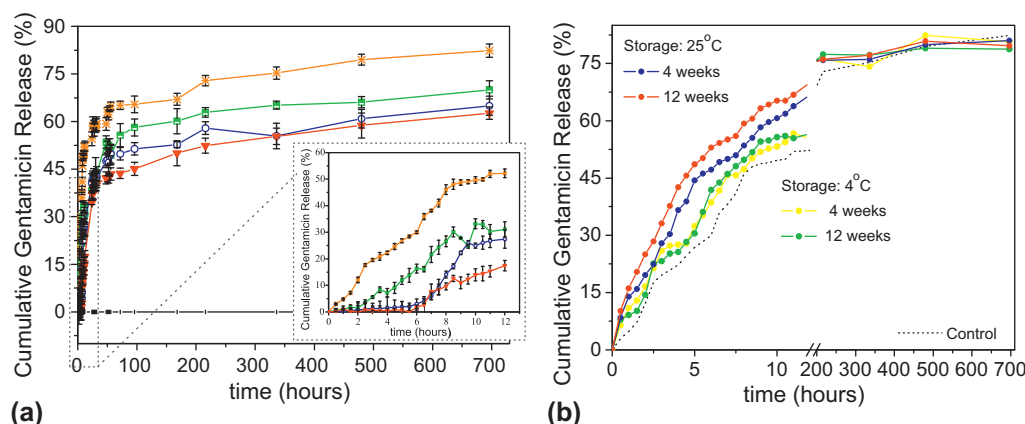 Cumulative Gentamicin Release (%)
90
75
60
45
30
15
0
0 100 200 300 400 500 600 700
time (hours)
(a)
Cumulative Gentamicin Release (%)
60
50
40
30
20
10
0
0 2 4 6 8 10 12
time (hours)
Cumulative Gentamicin Release (%)
75
60
45
30
15
0
Storage: 25°C
4 weeks
12 weeks
Storage: 4°C
4 weeks
12 weeks
Control
0 5 10 200 300 400 500 600 700
time (hours)
(b)